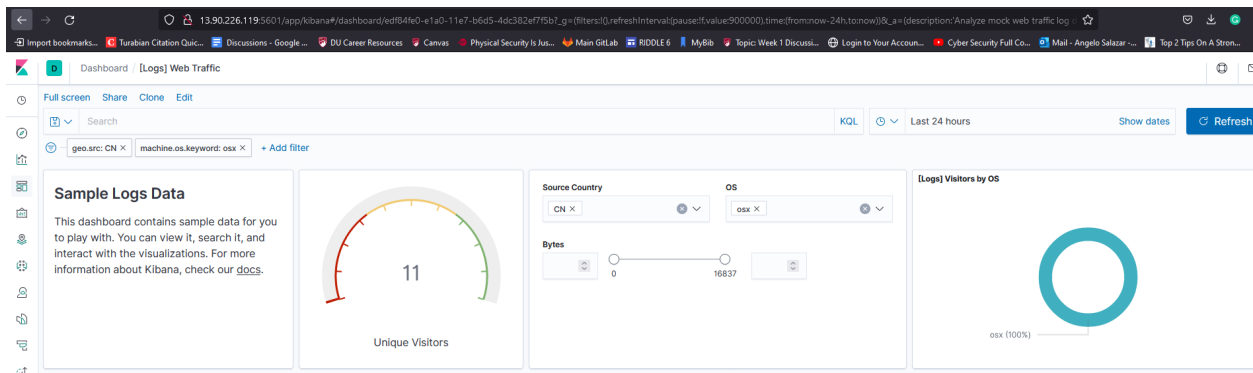 13.90.226.119:5601/app/kibana#/dashboard/edf84fe0-e1a0-11e7-b6d5-4dc382ef7f5b?_g=(filters:!(),refreshInterval:(pause:!f,value:900000),time:(from:now-24h,to:now))&_a=(description:'Analyze mock web traffic log
Import bookmarks... Turabian Citation Quic... Discussions - Google ... DU Career Resources Canvas Physical Security Is Jus... Main GitLab RIDDLE 6 MyBib Topic: Week 1 Discussi... Login to Your Accoun... Cyber Security Full Co... Mail - Angelo Salazar -... Top 2 Tips On A Stron...
D Dashboard / [Logs] Web Traffic
Full screen Share Clone Edit
Search KQL Last 24 hours Show dates Refresh
geo.src: CN × machine.os.keyword: osx × + Add filter
Sample Logs Data
This dashboard contains sample data for you
to play with. You can view it, search it, and
interact with the visualizations. For more
information about Kibana, check our docs.
11
Unique Visitors
Source Country OS
CN × osx ×
Bytes
0 16837
[Logs] Visitors by OS
osx (100%)